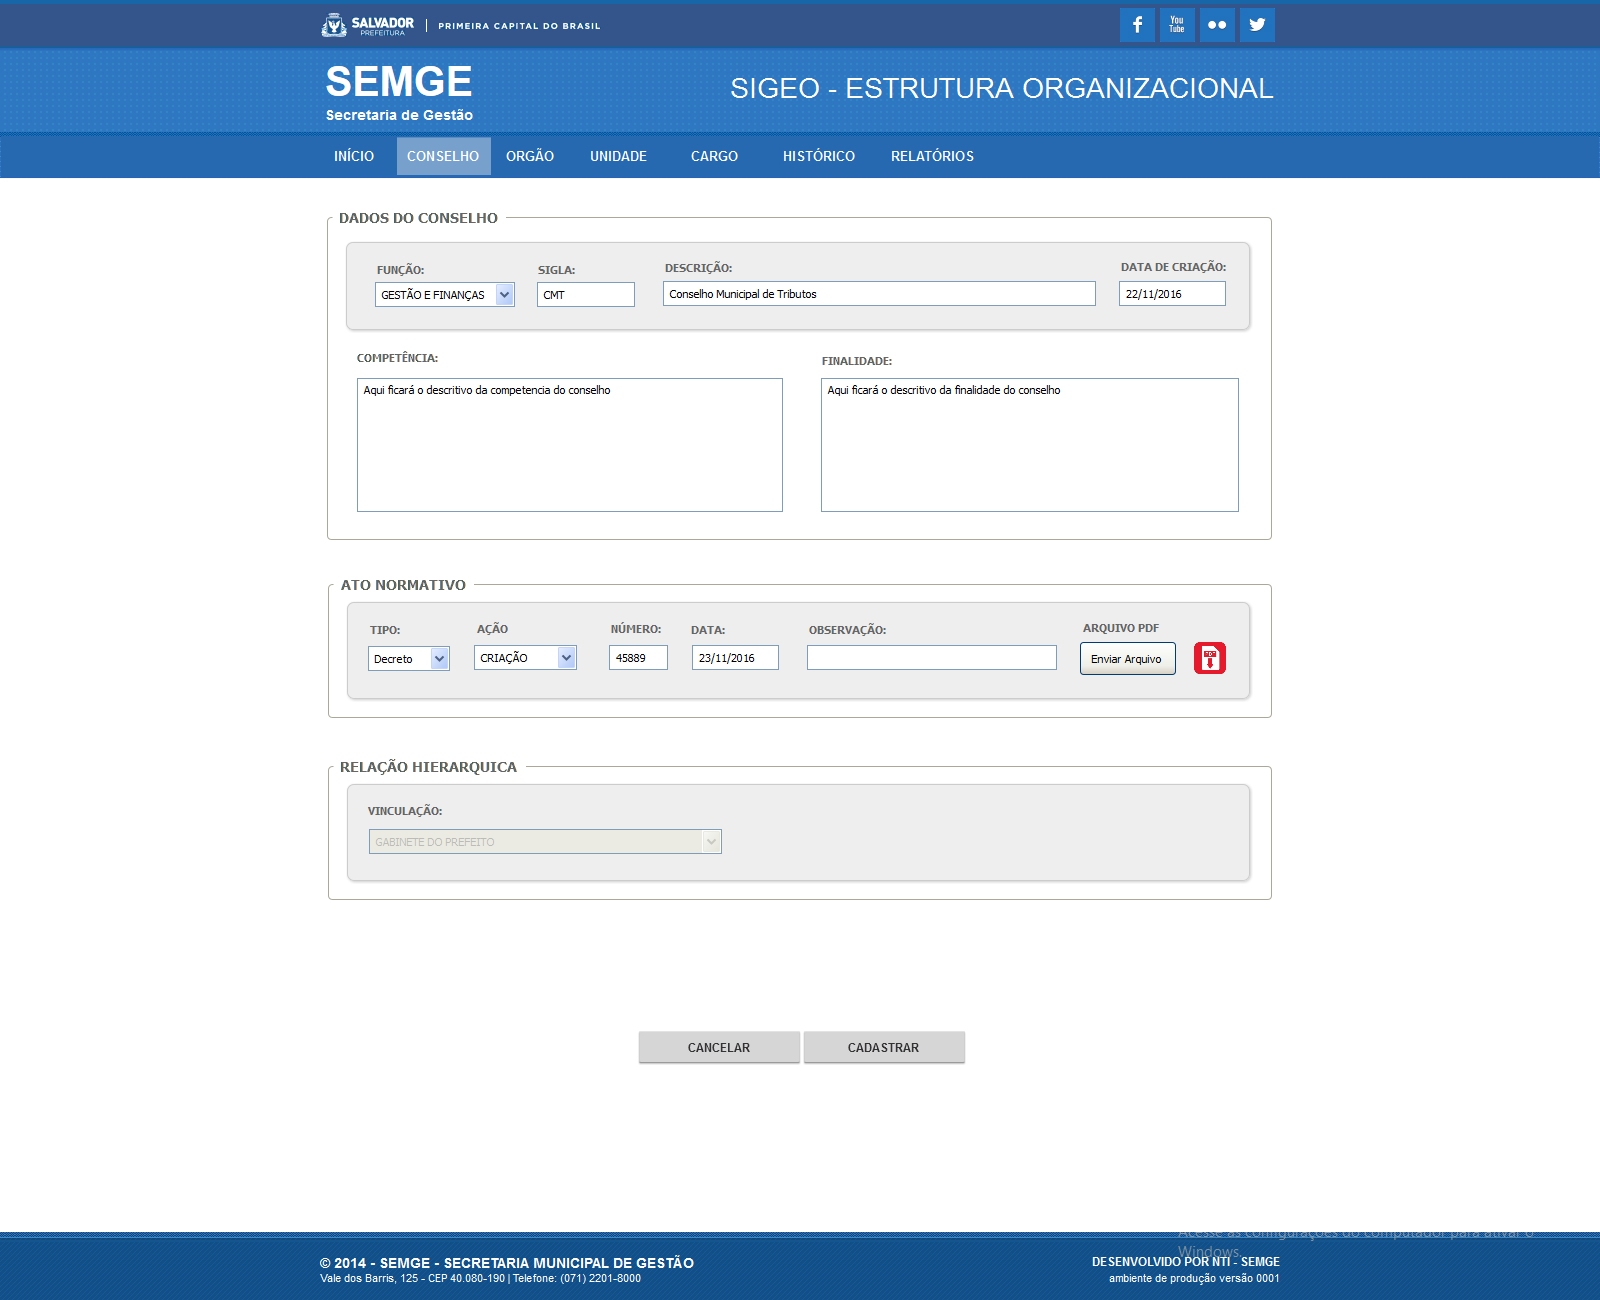 SALVADOR
PREFEITURA
PRIMEIRA CAPITAL DO BRASIL
You
Tube
SEMGE
Secretaria de Gestão
SIGEO - ESTRUTURA ORGANIZACIONAL
INÍCIO CONSELHO ORGÃO UNIDADE CARGO HISTÓRICO RELATÓRIOS
DADOS DO CONSELHO
FUNÇÃO: SIGLA: DESCRIÇÃO: DATA DE CRIAÇÃO:
GESTÃO E FINANÇAS CMT Conselho Municipal de Tributos 22/11/2016
COMPETÊNCIA: FINALIDADE:
Aqui ficará o descritivo da competencia do conselho Aqui ficará o descritivo da finalidade do conselho
ATO NORMATIVO
TIPO: AÇÃO NÚMERO: DATA: OBSERVAÇÃO: ARQUIVO PDF
Decreto CRIAÇÃO 45889 23/11/2016 Enviar Arquivo
RELAÇÃO HIERARQUICA
VINCULAÇÃO:
GABINETE DO PREFEITO
CANCELAR CADASTRAR
Acesse as configurações do computador para ativar o
Windows.
© 2014 - SEMGE - SECRETARIA MUNICIPAL DE GESTÃO
Vale dos Barris, 125 - CEP 40.080-190 | Telefone: (071) 2201-8000
DESENVOLVIDO POR NTI - SEMGE
ambiente de produção versão 0001